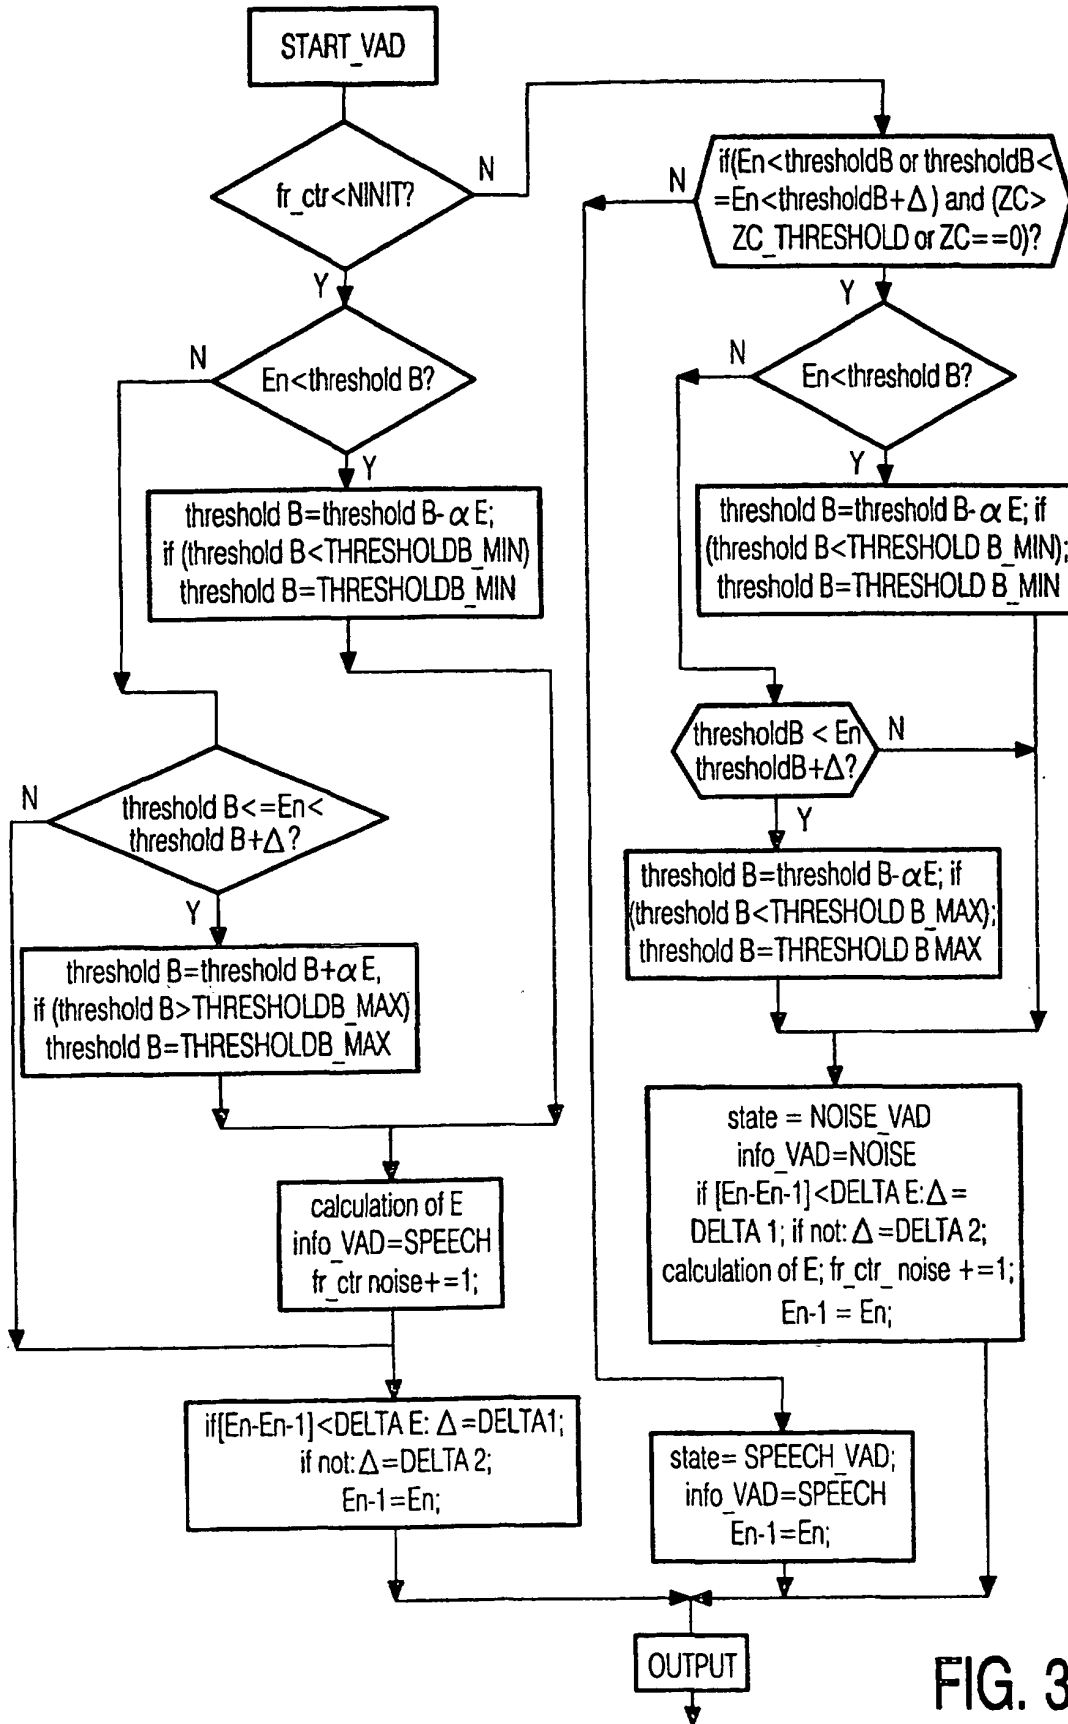 START_VAD
fr_ctr<NINIT?
N
Y
if(En<thresholdB or thresholdB<
=En<thresholdB+Δ) and (ZC>
ZC_THRESHOLD or ZC==0)?
N
Y
En<threshold B?
N
Y
En<threshold B?
N
Y
threshold B=threshold B-α E;
if (threshold B<THRESHOLDB_MIN)
threshold B=THRESHOLDB_MIN
threshold B=threshold B-α E; if
(threshold B<THRESHOLD B_MIN);
threshold B=THRESHOLD B_MIN
thresholdB < En
thresholdB+Δ?
N
Y
threshold B<=En<
threshold B+Δ?
N
Y
threshold B=threshold B-αE; if
(threshold B<THRESHOLD B_MAX);
threshold B=THRESHOLD B MAX
threshold B=threshold B+α E,
if (threshold B>THRESHOLDB_MAX)
threshold B=THRESHOLDB_MAX
state = NOISE_VAD
info_VAD=NOISE
if [En-En-1]<DELTA E:Δ=
DELTA 1; if not: Δ=DELTA 2;
calculation of E; fr_ctr_ noise +=1;
En-1 = En;
calculation of E
info_VAD=SPEECH
fr_ctr noise+=1;
if[En-En-1]<DELTA E: Δ=DELTA1;
if not: Δ=DELTA 2;
En-1=En;
state= SPEECH_VAD;
info_VAD=SPEECH
En-1=En;
OUTPUT
FIG. 3